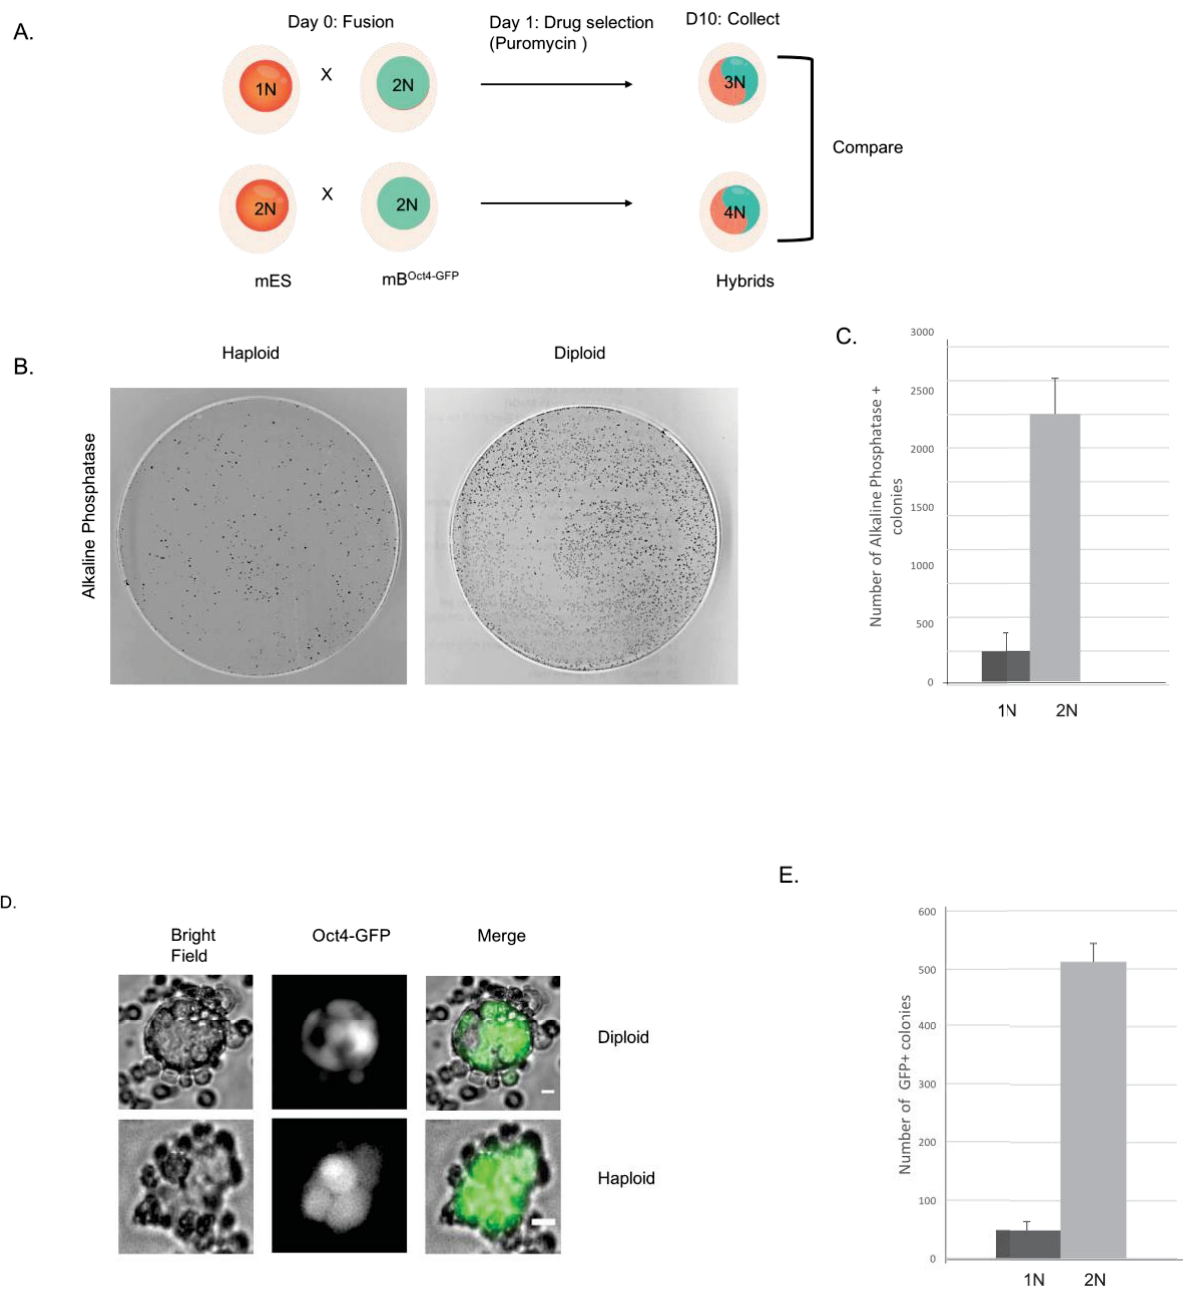 A.
Day 0: Fusion
Day 1: Drug selection
(Puromycin )
D10: Collect
1N
X
2N
3N
Compare
2N
X
2N
4N
mES
mBOct4-GFP
Hybrids
B.
Haploid
Diploid
Alkaline Phosphatase
C.
Number of Alkaline Phosphatase +
colonies
3000
2500
2000
1500
1000
500
0
1N
2N
D.
Bright
Field
Oct4-GFP
Merge
Diploid
Haploid
E.
Number of GFP+ colonies
600
500
400
300
200
100
0
1N
2N